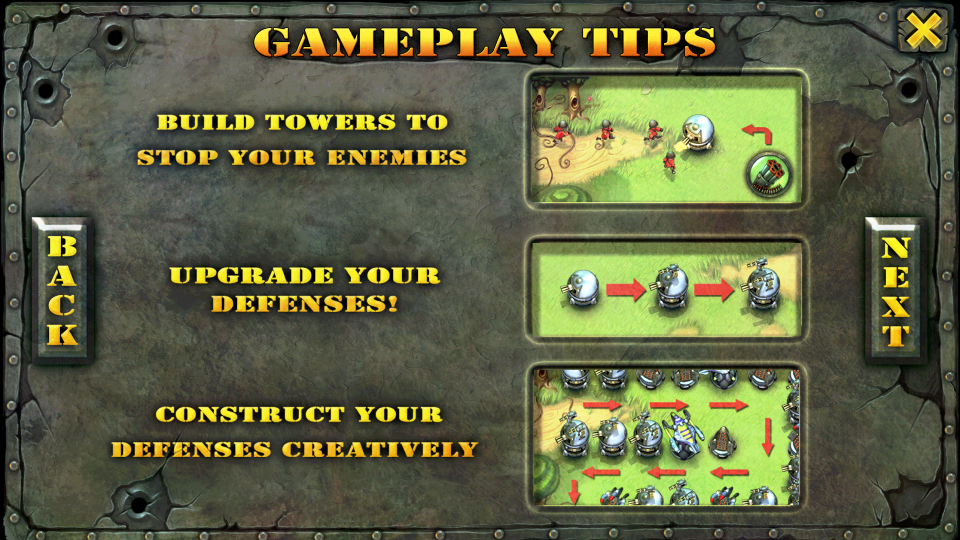 GAMEPLAY TIPS
BUILD TOWERS TO
STOP YOUR ENEMIES
BACK
NEXT
UPGRADE YOUR
DEFENSES!
CONSTRUCT YOUR
DEFENSES CREATIVELY